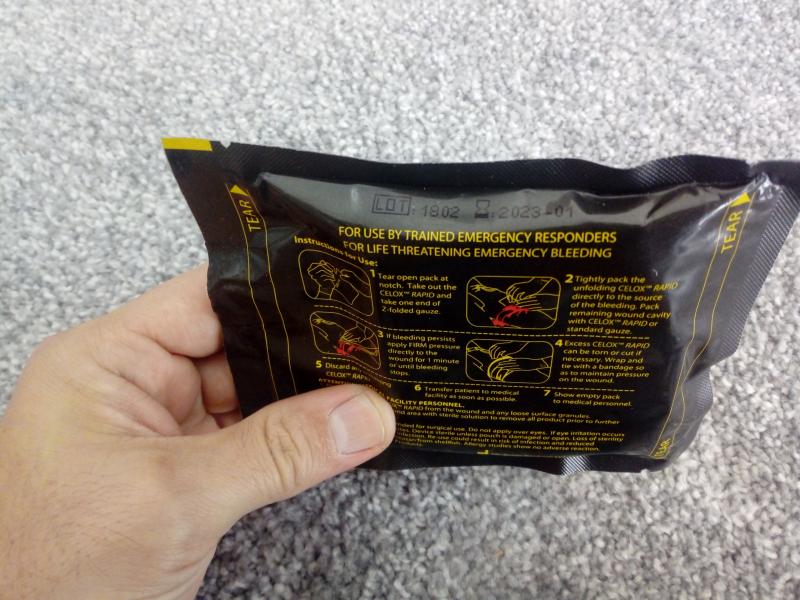 LOT: 1802 2023-01
TEAR
TEAR
FOR USE BY TRAINED EMERGENCY RESPONDERS
FOR LIFE THREATENING EMERGENCY BLEEDING
Instructions for Use:
1 Tear open pack at
notch. Take out the
CELOX™ RAPID and
take one end of
Z-folded gauze.
2 Tightly pack the
unfolding CELOX™ RAPID
directly to the source
of the bleeding. Pack
remaining wound cavity
with CELOX™ RAPID or
standard gauze.
3 If bleeding persists
apply FIRM pressure
directly to the
wound for 1 minute
or until bleeding
stops.
4 Excess CELOX™ RAPID
can be torn or cut if
necessary. Wrap and
tie with a bandage so
as to maintain pressure
on the wound.
5 Discard
CELOX™ RAPID
6 Transfer patient to medical
facility as soon as possible.
7 Show empty pack
to medical personnel.
FACILITY PERSONNEL
RAPID from the wound and any loose surface granules.
area with sterile solution to remove all product prior to further
for surgical use. Do not apply over eyes. If eye irritation occurs
Device sterile unless pouch is damaged or open. Loss of sterility
infection. Re use could result in risk of infection and reduced
from shellfish. Allergy studies show no adverse reaction.
TEAR